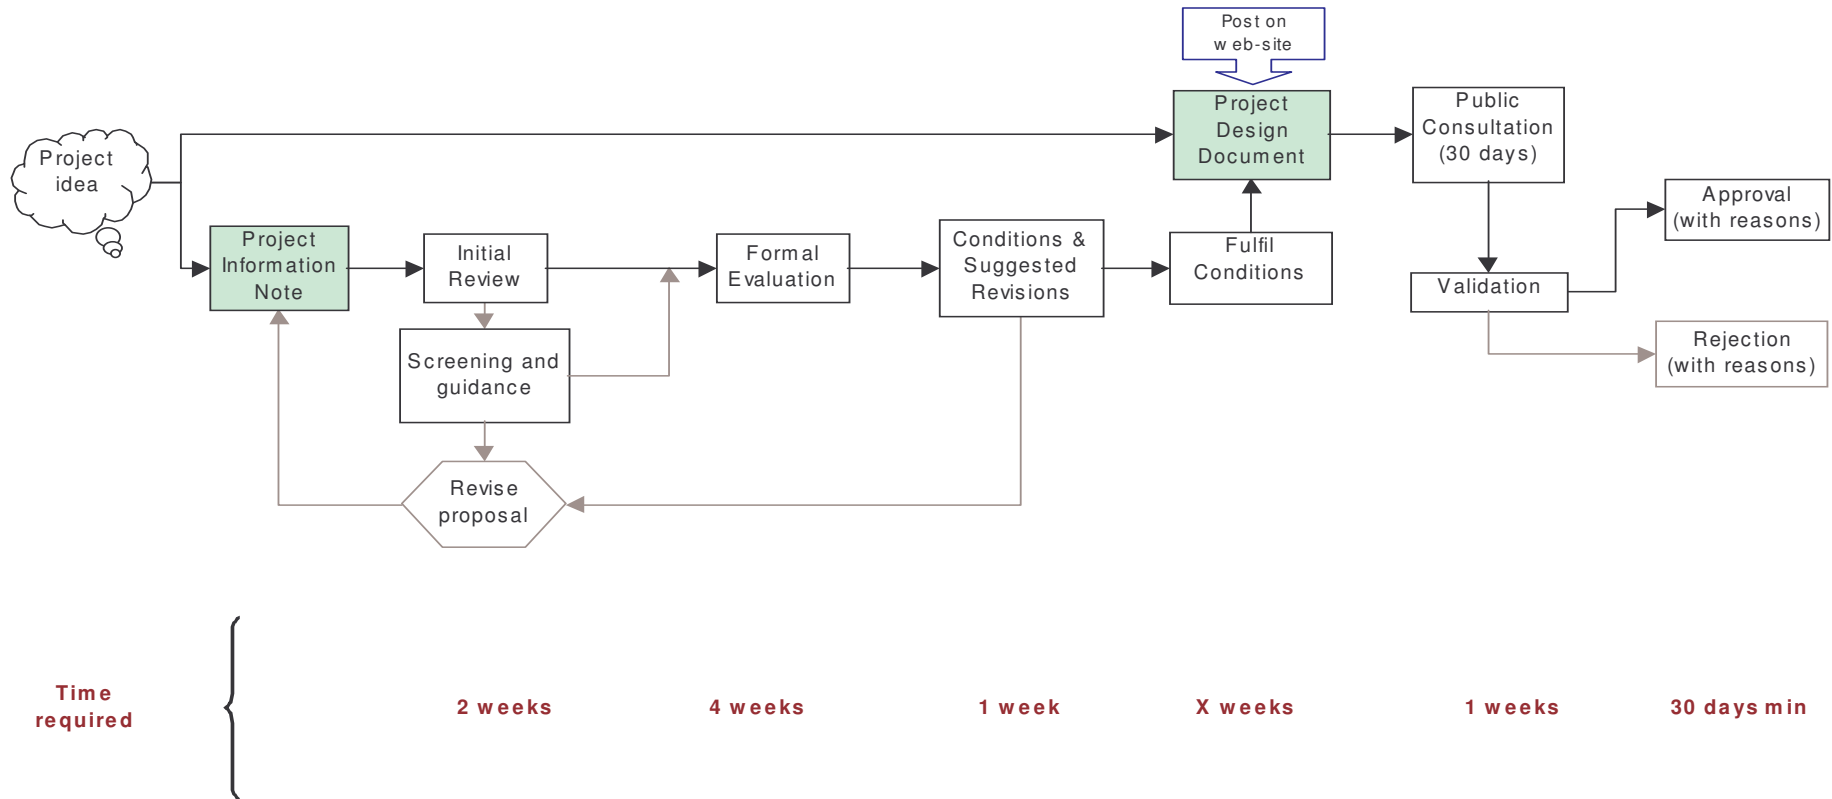 Post on
web-site
Project
Design
Document
Public
Consultation
(30 days)
Project
idea
Approval
(with reasons)
Project
Information
Note
Initial
Review
Formal
Evaluation
Conditions &
Suggested
Revisions
Fulfil
Conditions
Validation
Screening and
guidance
Rejection
(with reasons)
Revise
proposal
Time
required
2 weeks
4 weeks
1 week
X weeks
1 weeks
30 days min